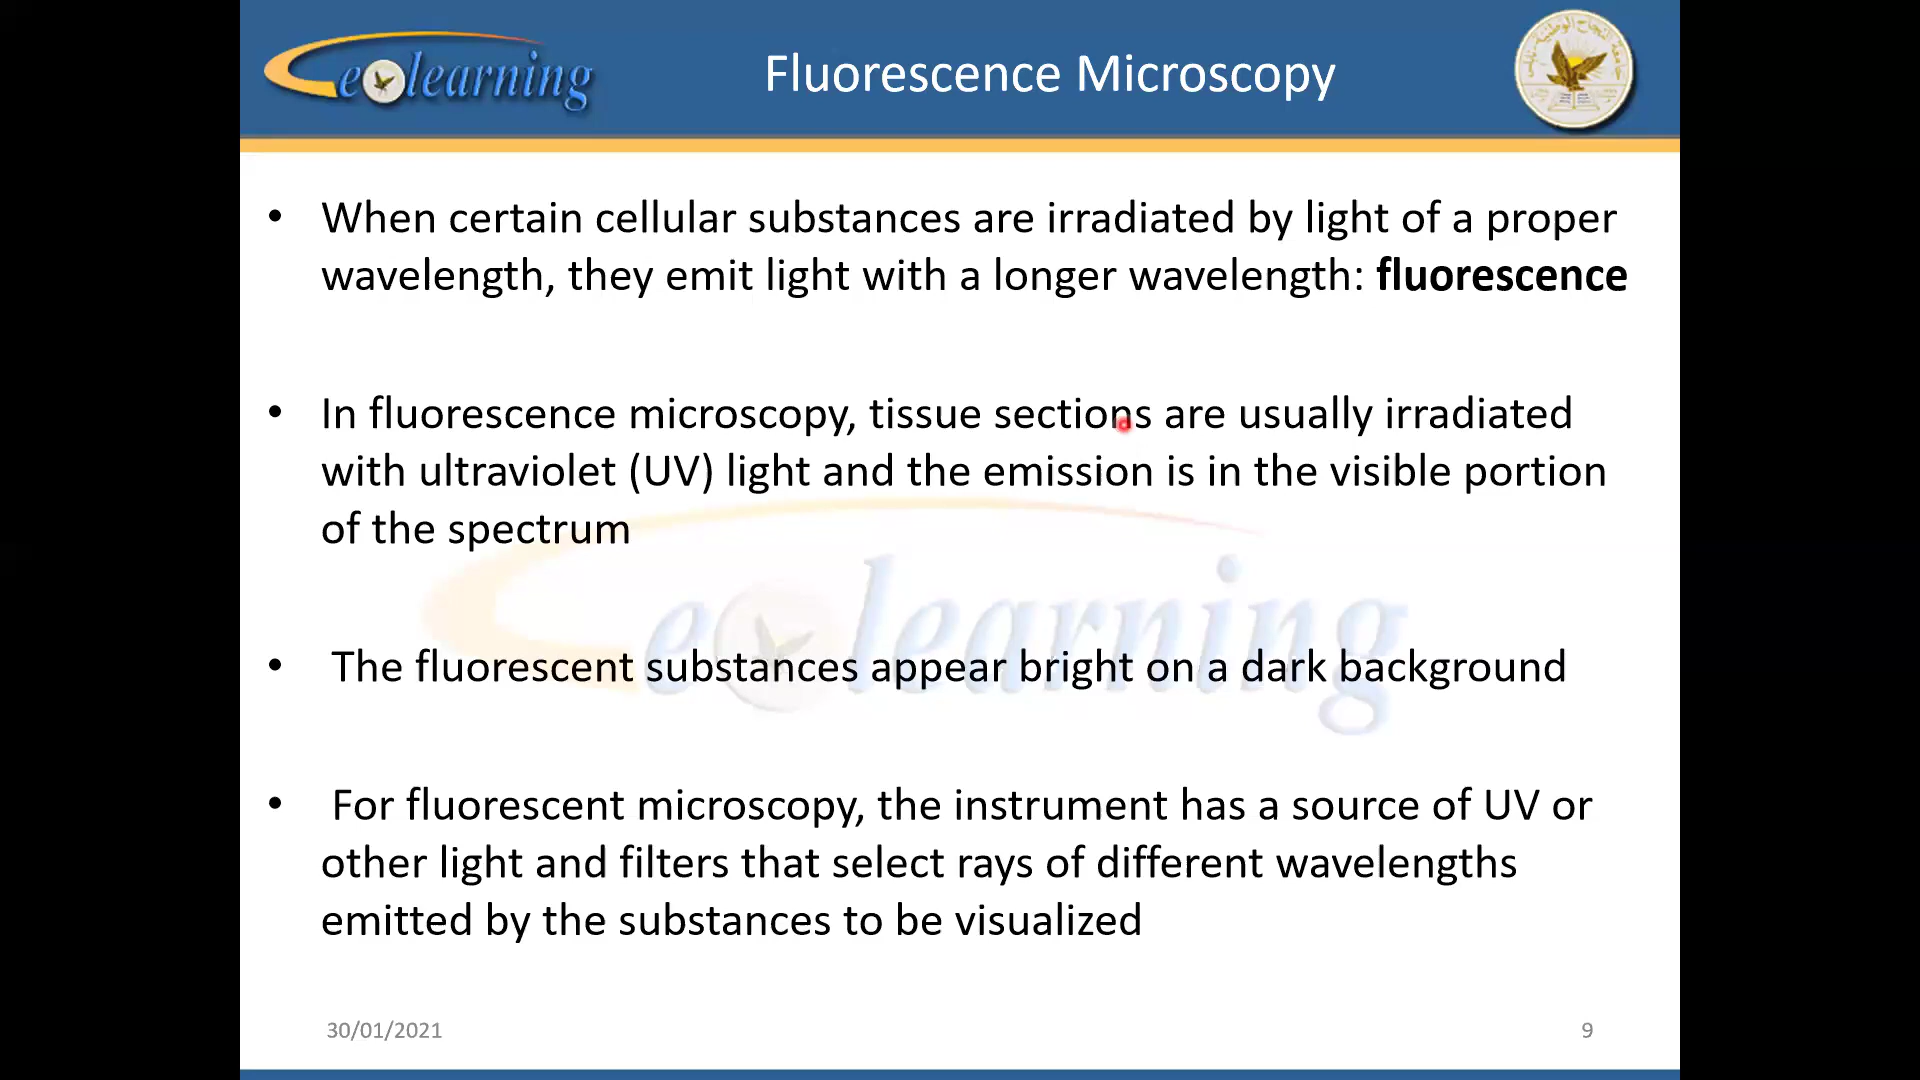 elearning
Fluorescence Microscopy
• When certain cellular substances are irradiated by light of a proper
wavelength, they emit light with a longer wavelength: fluorescence
• In fluorescence microscopy, tissue sections are usually irradiated
with ultraviolet (UV) light and the emission is in the visible portion
of the spectrum
elearning
• The fluorescent substances appear bright on a dark background
• For fluorescent microscopy, the instrument has a source of UV or
other light and filters that select rays of different wavelengths
emitted by the substances to be visualized
30/01/2021
9